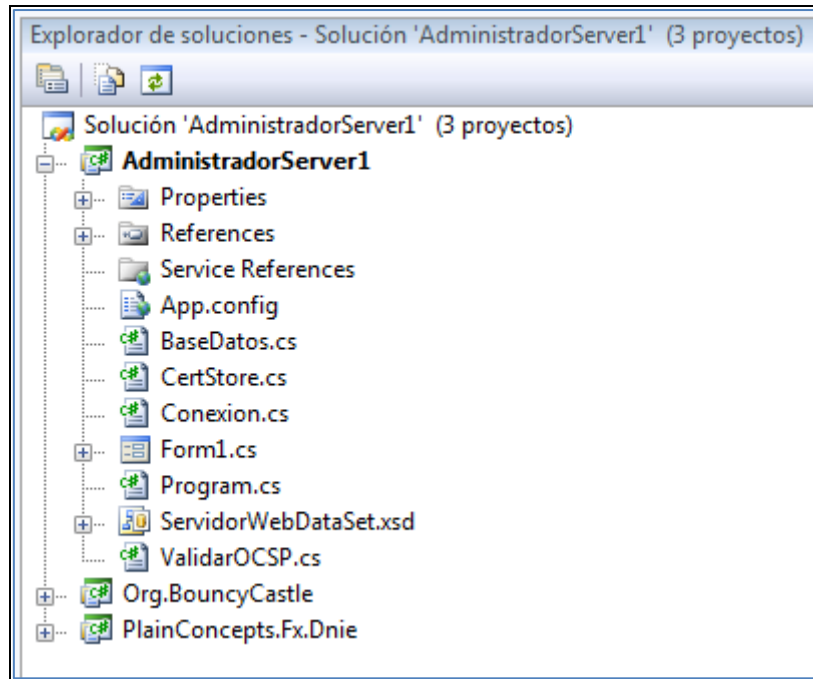 Explorador de soluciones - Solución 'AdministradorServer1' (3 proyectos)
Solución 'AdministradorServer1' (3 proyectos)
AdministradorServer1
Properties
References
Service References
App.config
BaseDatos.cs
CertStore.cs
Conexion.cs
Form1.cs
Program.cs
ServidorWebDataSet.xsd
ValidarOCSP.cs
Org.BouncyCastle
PlainConcepts.Fx.Dnie